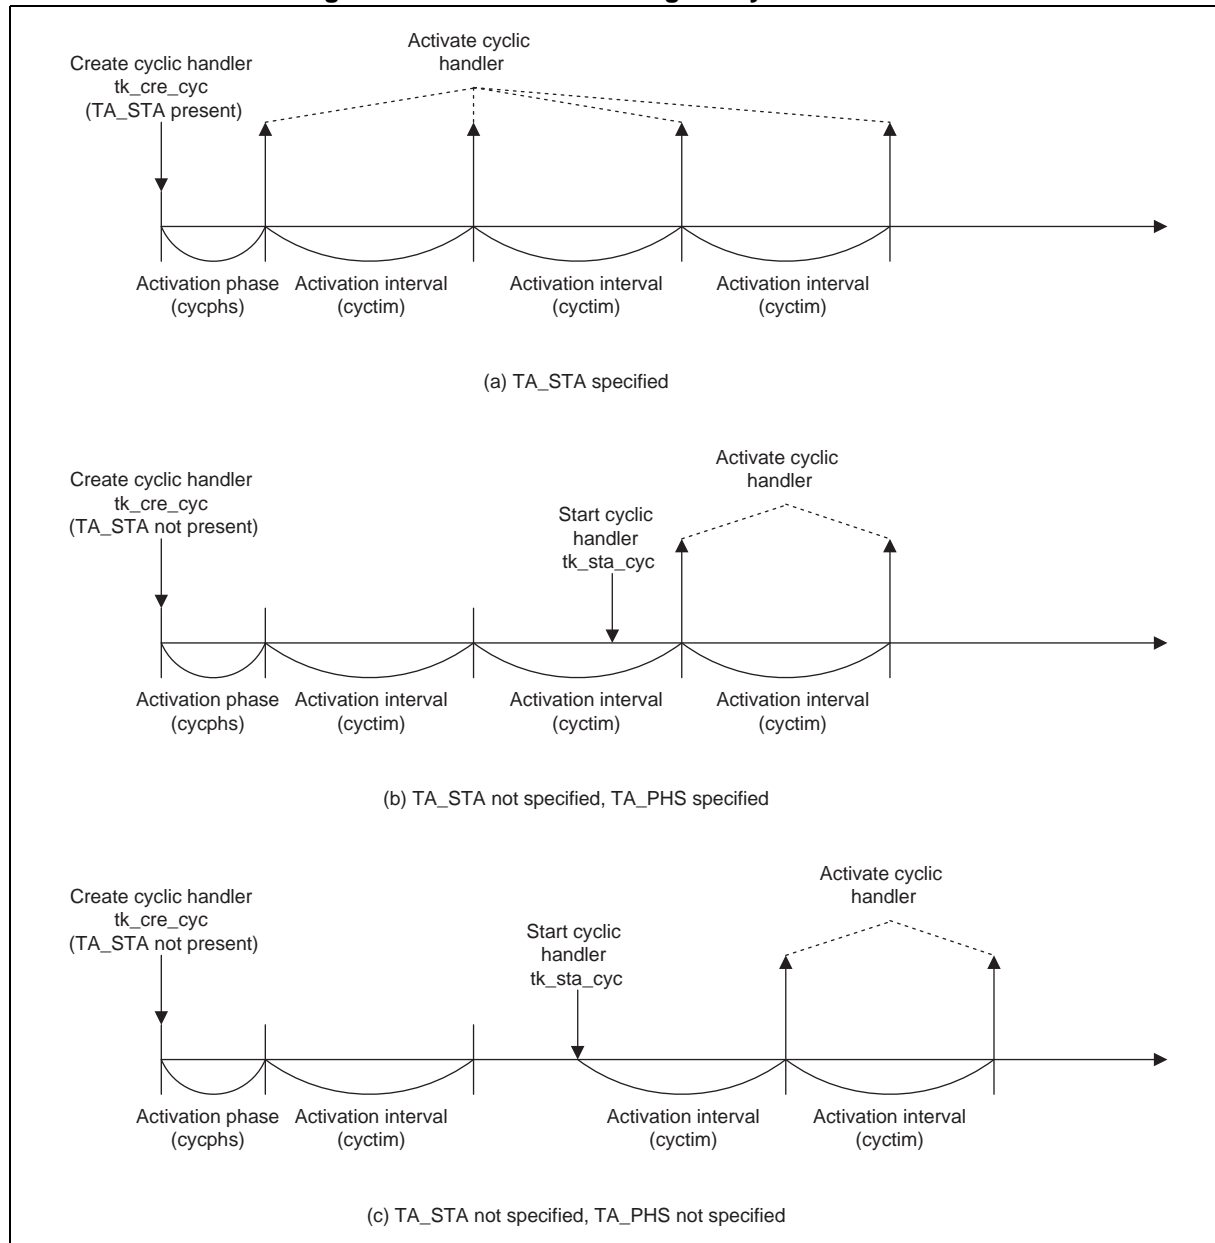 Activate cyclic
handler
Create cyclic handler
tk_cre_cyc
(TA_STA present)
Activation phase
(cycphs)
Activation interval
(cyctim)
Activation interval
(cyctim)
Activation interval
(cyctim)
(a) TA_STA specified
Activate cyclic
handler
Create cyclic handler
tk_cre_cyc
(TA_STA not present)
Start cyclic
handler
tk_sta_cyc
Activation phase
(cycphs)
Activation interval
(cyctim)
Activation interval
(cyctim)
Activation interval
(cyctim)
(b) TA_STA not specified, TA_PHS specified
Activate cyclic
handler
Create cyclic handler
tk_cre_cyc
(TA_STA not present)
Start cyclic
handler
tk_sta_cyc
Activation phase
(cycphs)
Activation interval
(cyctim)
Activation interval
(cyctim)
Activation interval
(cyctim)
(c) TA_STA not specified, TA_PHS not specified